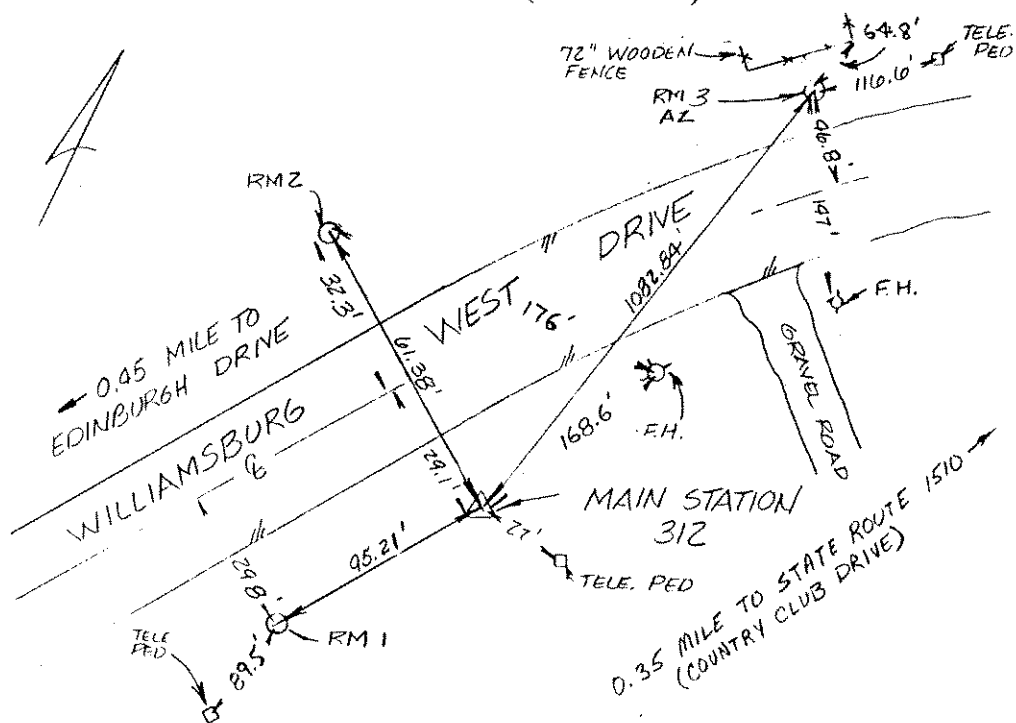 64.8'
TELE.
PED
72" WOODEN
FENCE
116.6'
RM 3
AZ
46.8'
147'
RM2
DRIVE
32.3'
1082.84'
F.H.
WEST
176'
61.38'
GRAVEL ROAD
0.45 MILE TO
EDINBURGH DRIVE
168.6'
F.H.
WILLIAMSBURG
℄
29.1'
MAIN STATION
312
95.21'
22'
TELE. PED
29.8'
RM 1
TELE
PED
89.5'
0.35 MILE TO STATE ROUTE 1510
(COUNTRY CLUB DRIVE)